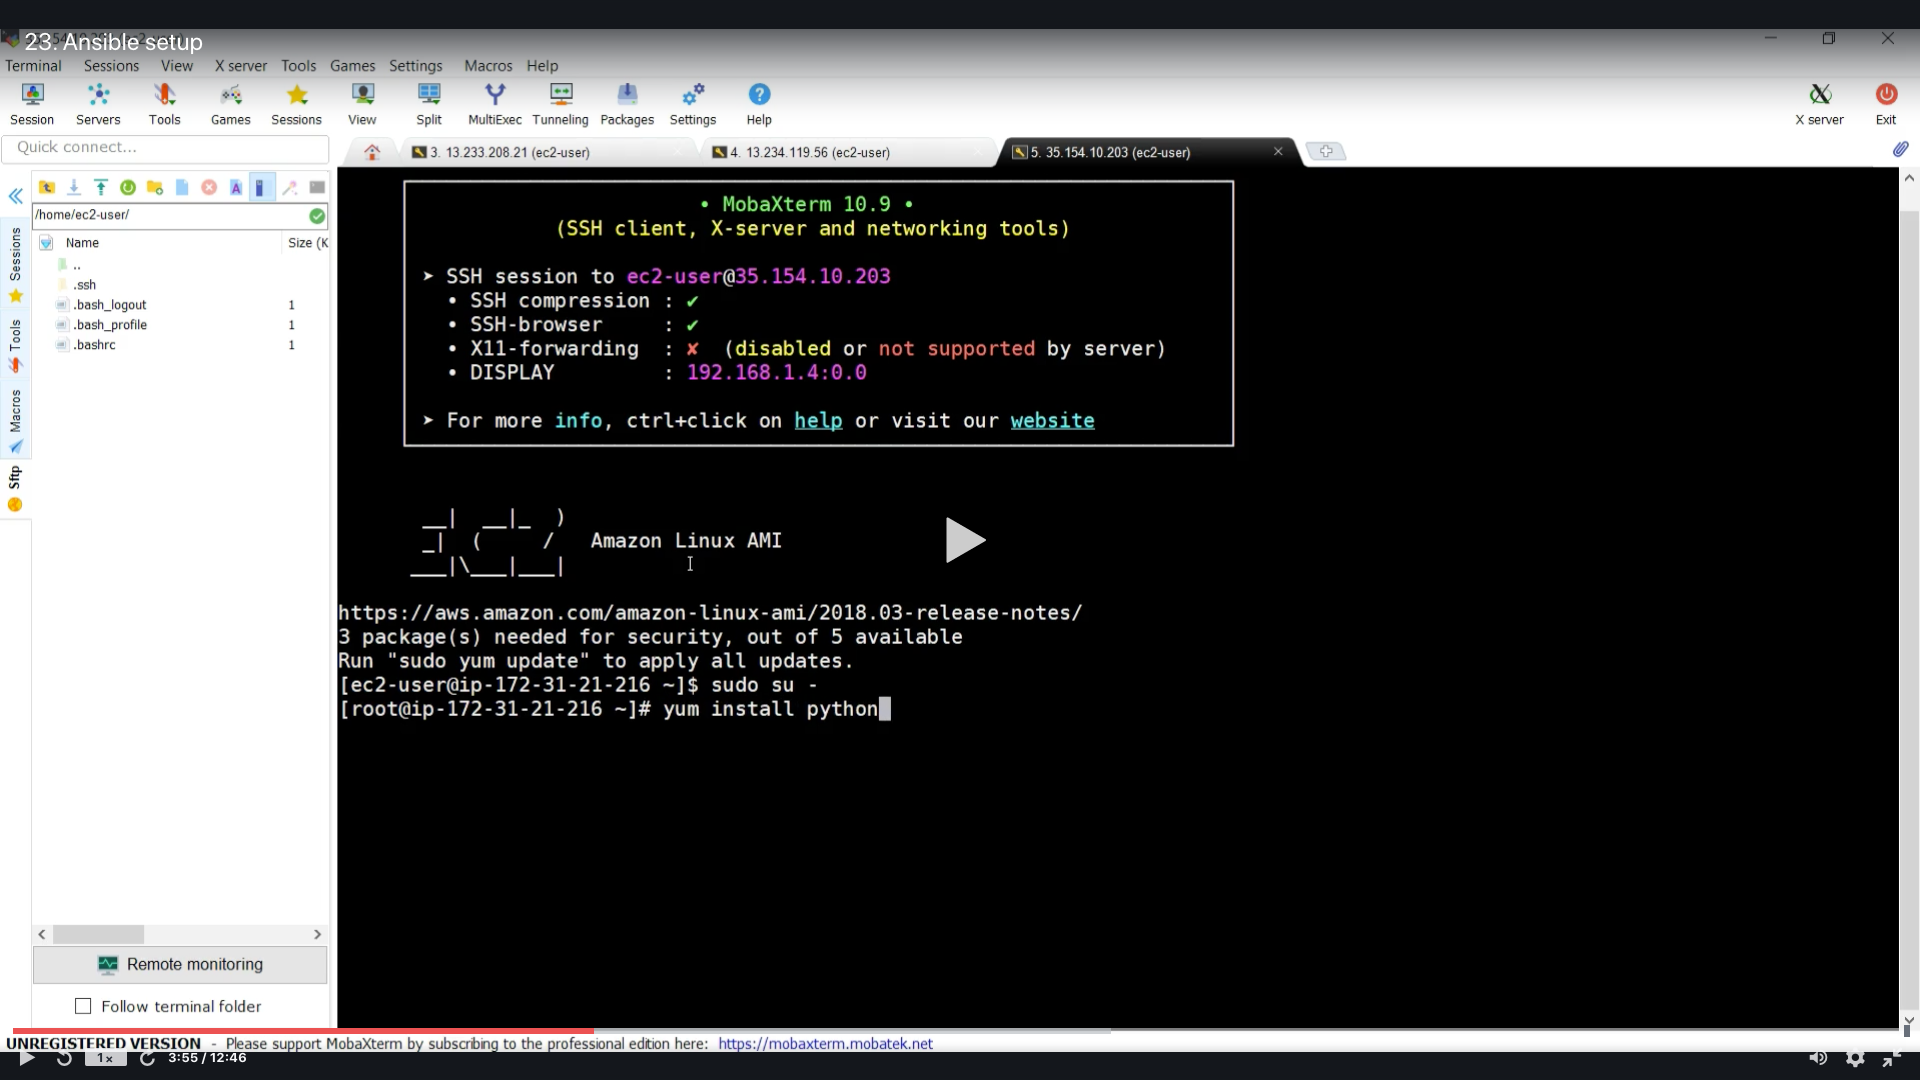 23. Ansible setup
Terminal Sessions View X server Tools Games Settings Macros Help
Session Servers Tools Games Sessions View Split MultiExec Tunneling Packages Settings Help X server Exit
Quick connect...
3. 13.233.208.21 (ec2-user)
4. 13.234.119.56 (ec2-user)
5. 35.154.10.203 (ec2-user)
/home/ec2-user/
Name Size (K
..
.ssh
.bash_logout 1
.bash_profile 1
.bashrc 1
Sessions
Tools
Macros
Sftp
• MobaXterm 10.9 •
(SSH client, X-server and networking tools)
➤ SSH session to ec2-user@35.154.10.203
• SSH compression : ✔
• SSH-browser : ✔
• X11-forwarding : ✘ (disabled or not supported by server)
• DISPLAY : 192.168.1.4:0.0
➤ For more info, ctrl+click on help or visit our website
__| __|_ )
_| ( / Amazon Linux AMI
___|\___|___|
https://aws.amazon.com/amazon-linux-ami/2018.03-release-notes/
3 package(s) needed for security, out of 5 available
Run "sudo yum update" to apply all updates.
[ec2-user@ip-172-31-21-216 ~]$ sudo su -
[root@ip-172-31-21-216 ~]# yum install python
Remote monitoring
Follow terminal folder
UNREGISTERED VERSION - Please support MobaXterm by subscribing to the professional edition here: https://mobaxterm.mobatek.net
1x 3:55 / 12:46